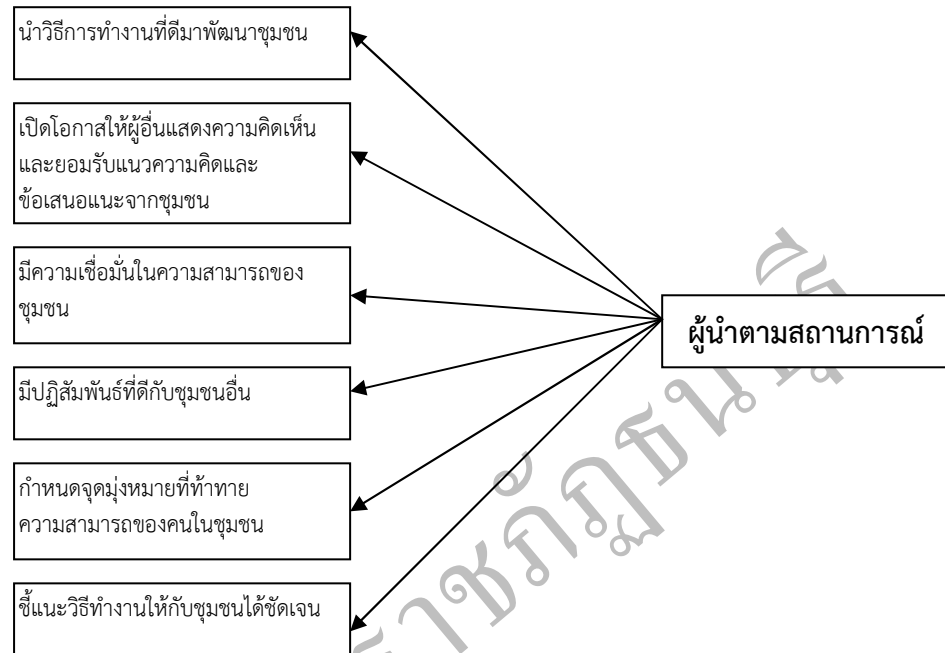 นำวิธีการทำงานที่ดีมาพัฒนาชุมชน
เปิดโอกาสให้ผู้อื่นแสดงความคิดเห็น
และยอมรับแนวความคิดและ
ข้อเสนอแนะจากชุมชน
มีความเชื่อมั่นในความสามารถของ
ชุมชน
ผู้นำตามสถานการณ์
มีปฏิสัมพันธ์ที่ดีกับชุมชนอื่น
กำหนดจุดมุ่งหมายที่ท้าทาย
ความสามารถของคนในชุมชน
ชี้แนะวิธีทำงานให้กับชุมชนได้ชัดเจน
ราชภัฏธนบุรี